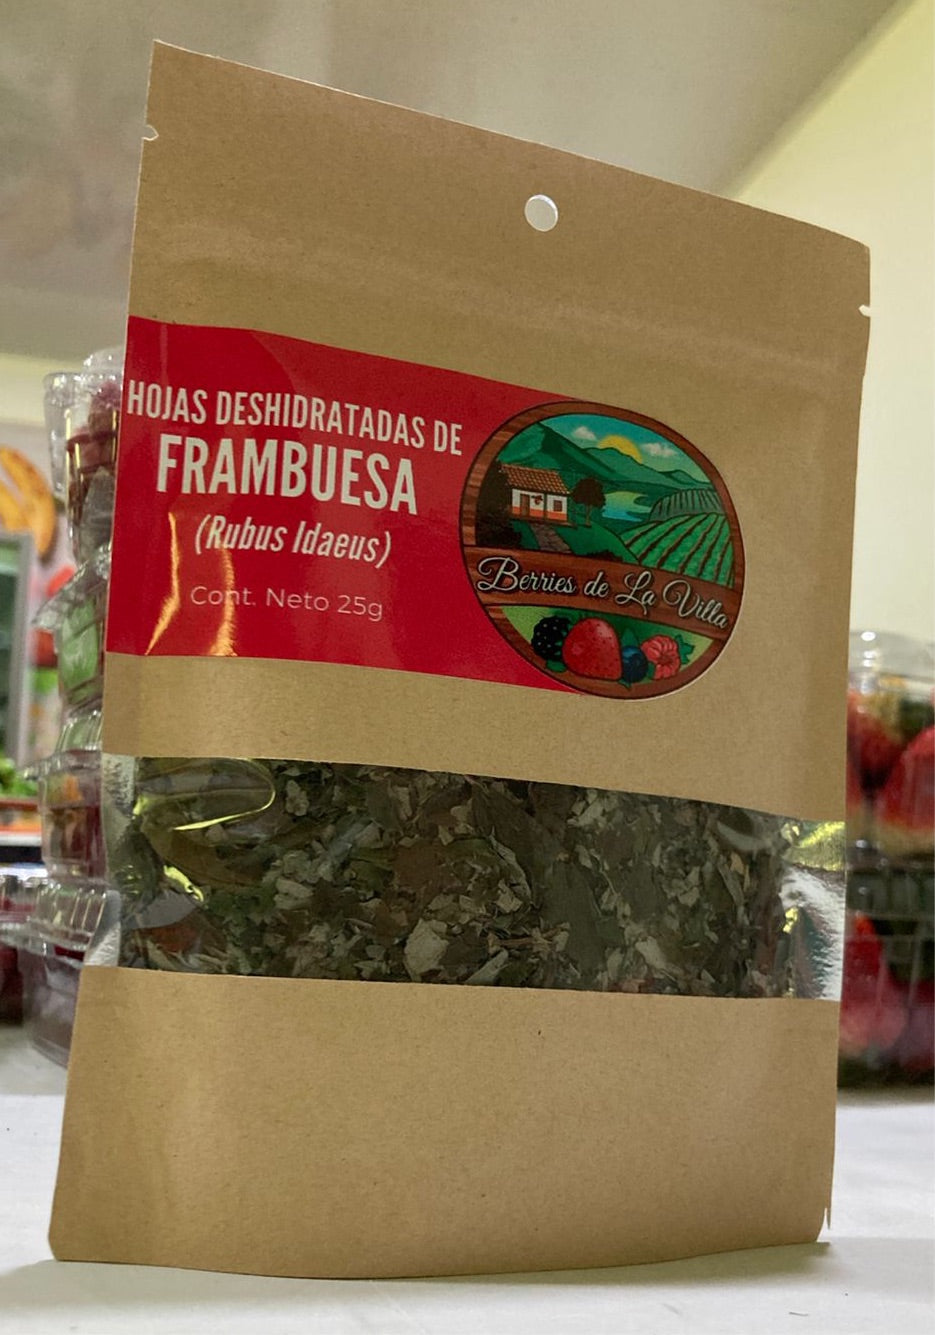 HOJAS DESHIDRATADAS DE
FRAMBUESA
(Rubus Idaeus)
Cont. Neto 25g
Berries de La Villa